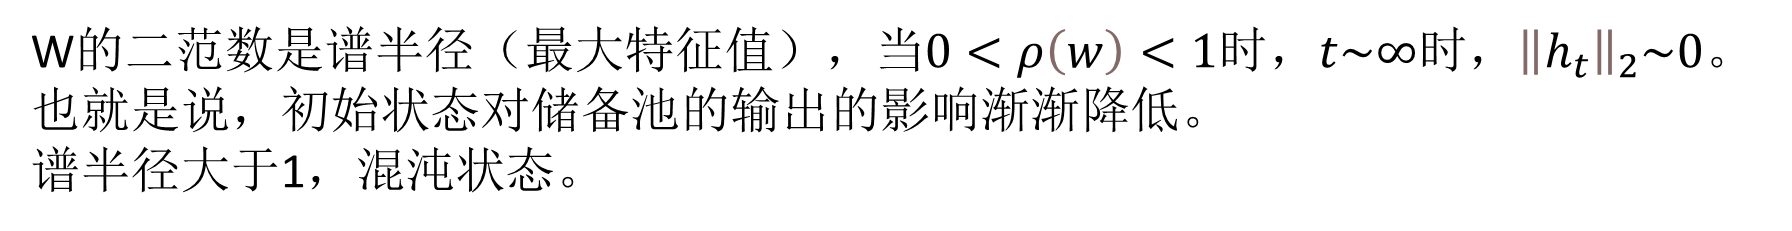 W的二范数是谱半径（最大特征值），当0 < ρ(w) < 1时，t~∞时，‖hₜ‖₂~0。
也就是说，初始状态对储备池的输出的影响渐渐降低。
谱半径大于1，混沌状态。